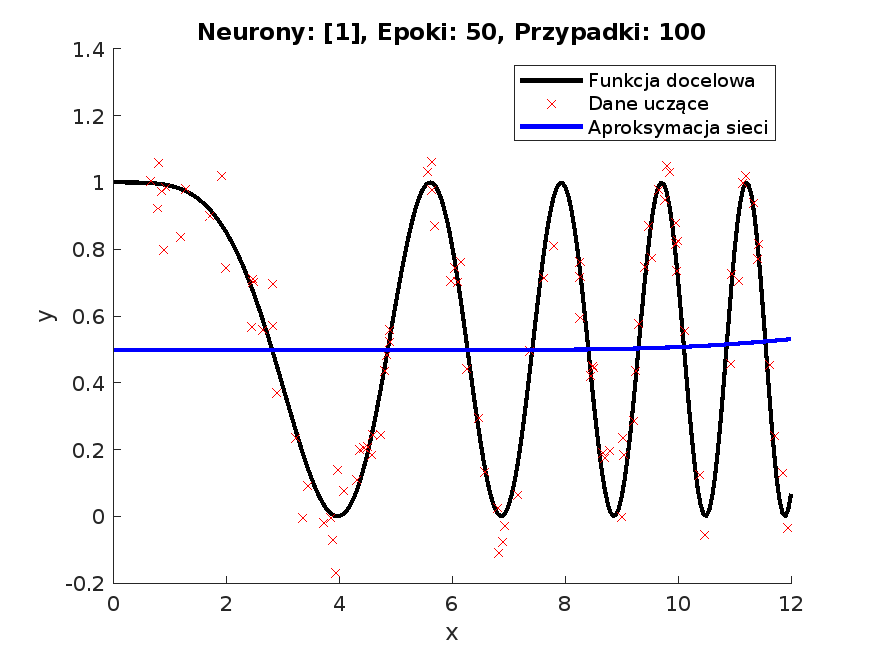 Neurony: [1], Epoki: 50, Przypadki: 100
1.4
1.2
1
0.8
0.6
0.4
0.2
0
-0.2
y
Funkcja docelowa
Dane uczące
Aproksymacja sieci
0 2 4 6 8 10 12
x